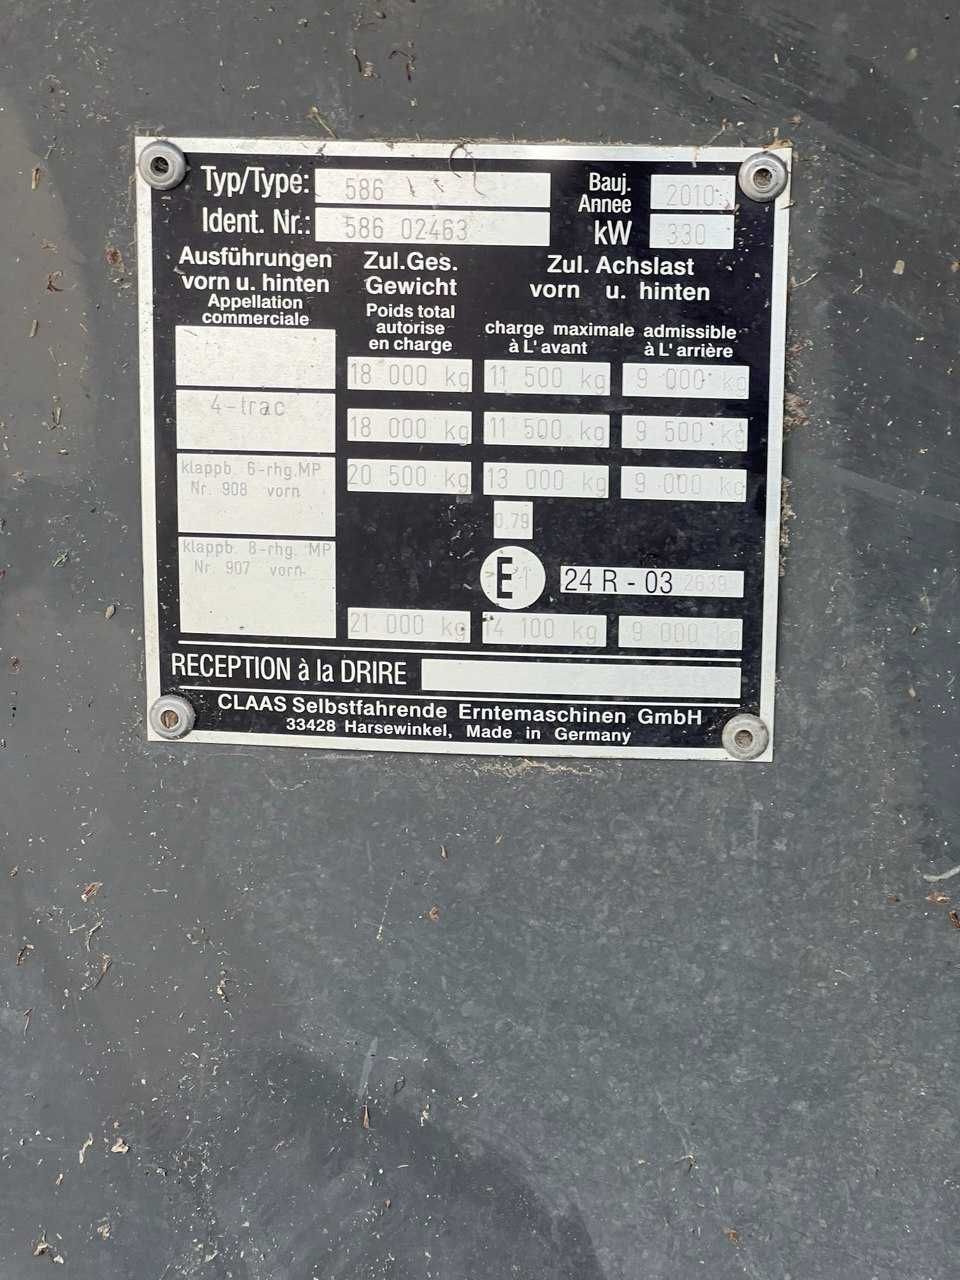 Typ/Type: 586 Bauj. Annee 2010
Ident. Nr.: 586 02463 kW 330
Ausführungen vorn u. hinten
Appellation commerciale
Zul.Ges. Gewicht
Poids total autorise en charge
Zul. Achslast vorn u. hinten
charge maximale admissible
à L'avant à L'arrière
18 000 kg 11 500 kg 9 000 kg
4-trac 18 000 kg 11 500 kg 9 500 kg
klappb. 6-rhg.MP 20 500 kg 13 000 kg 9 000 kg
Nr. 908 vorn
0,79
klappb. 8-rhg. MP
Nr. 907 vorn
E1 24 R - 03 2639
21 000 kg 14 100 kg 9 000 kg
RECEPTION à la DRIRE
CLAAS Selbstfahrende Erntemaschinen GmbH
33428 Harsewinkel, Made in Germany